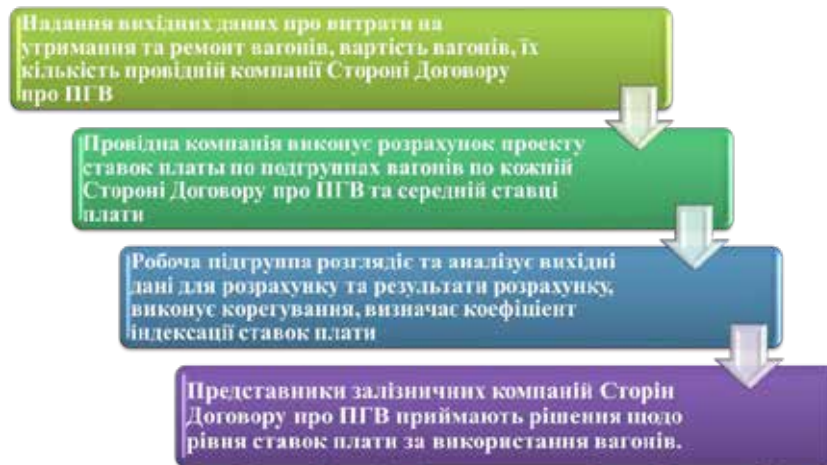 Надання вихідних даних про витрати на
утримання та ремонт вагонів, вартість вагонів, їх
кількість провідній компанії Стороні Договору
про ПГВ
Провідна компанія виконує розрахунок проекту
ставок платы по подгруппах вагонів по кожній
Стороні Договору про ПГВ та середній ставці
плати
Робоча підгруппа розглядіє та аналізує вихідні
дані для розрахунку та результати розрахунку,
виконує корегування, визначає коефіцієнт
індексації ставок плати
Представники залізничних компаній Сторін
Договору про ПГВ приймають рішення щодо
рівня ставок плати за використання вагонів.